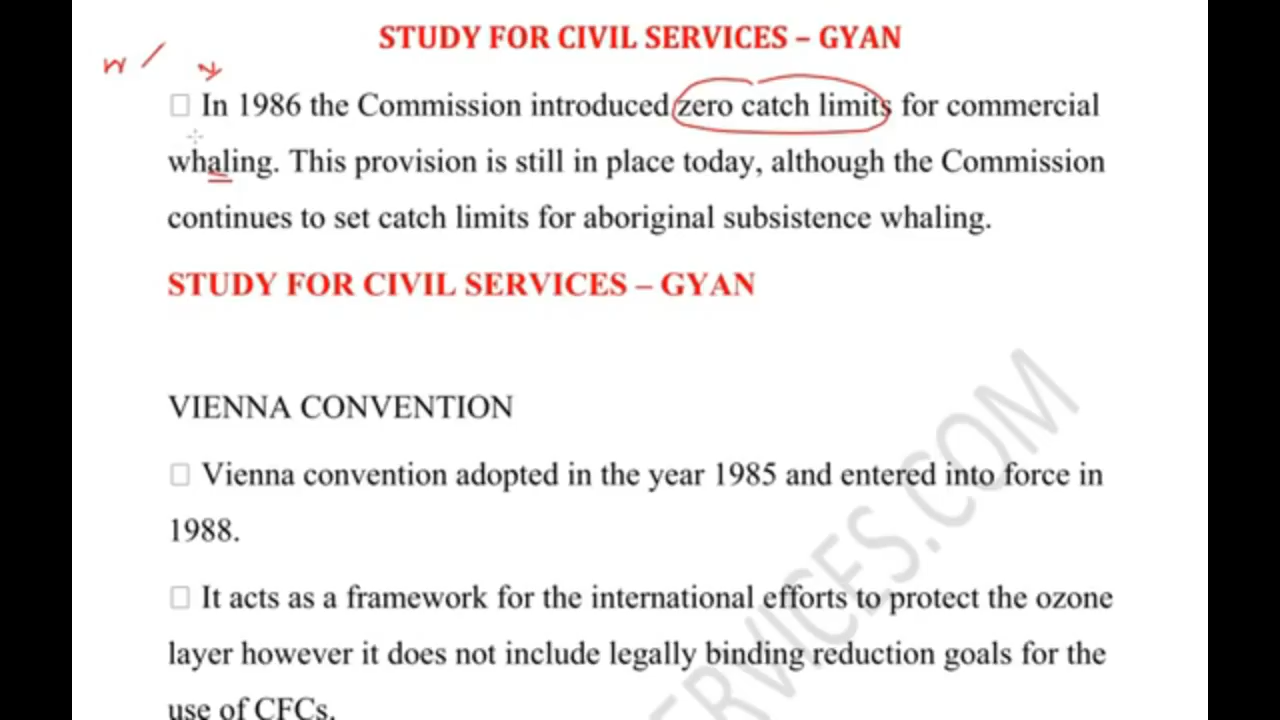 STUDY FOR CIVIL SERVICES – GYAN
In 1986 the Commission introduced zero catch limits for commercial
whaling. This provision is still in place today, although the Commission
continues to set catch limits for aboriginal subsistence whaling.
STUDY FOR CIVIL SERVICES – GYAN
VIENNA CONVENTION
Vienna convention adopted in the year 1985 and entered into force in
1988.
It acts as a framework for the international efforts to protect the ozone
layer however it does not include legally binding reduction goals for the
use of CFCs.
ERVICES.COM